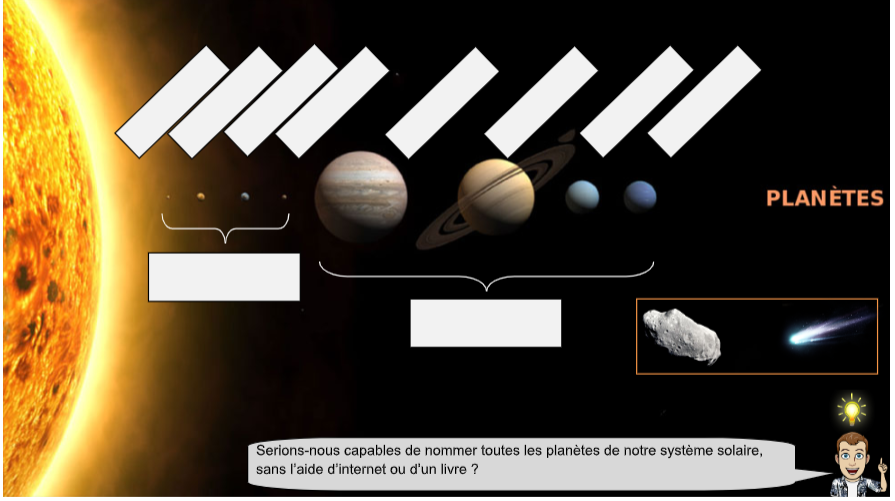 PLANÈTES
Serions-nous capables de nommer toutes les planètes de notre système solaire,
sans l'aide d'internet ou d'un livre ?